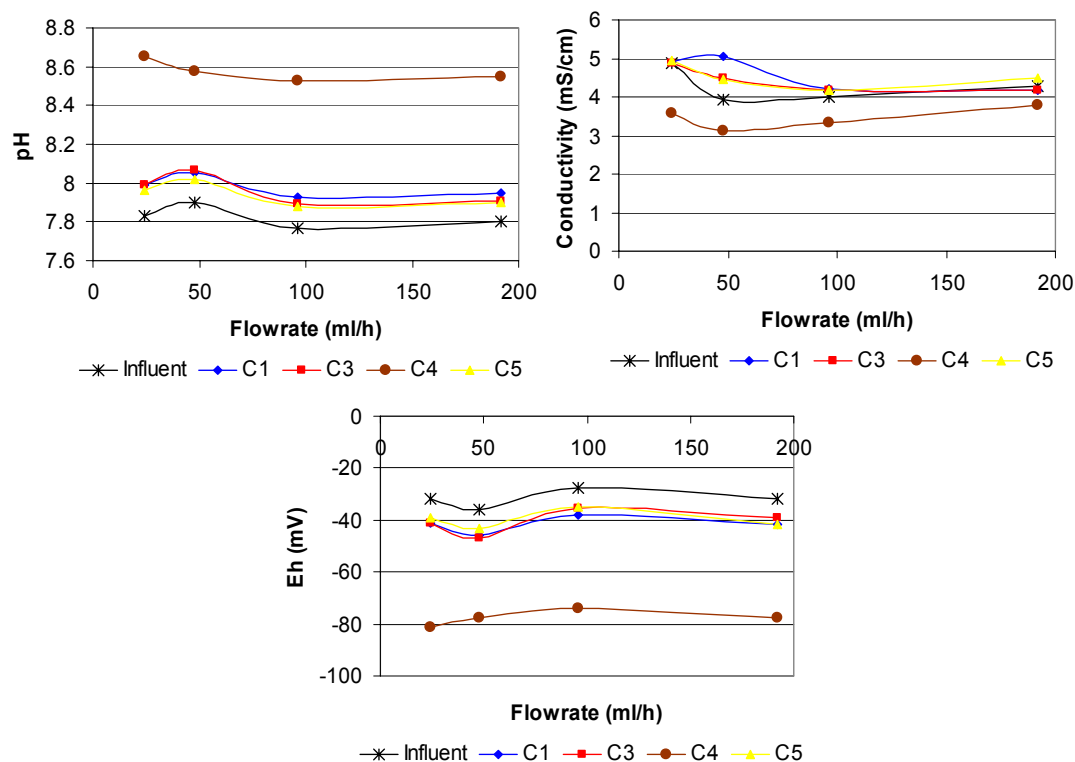 8.8
8.6
8.4
8.2
8
7.8
7.6
pH
0 50 100 150 200
Flowrate (ml/h)
Influent C1 C3 C4 C5
6
5
4
3
2
1
0
Conductivity (mS/cm)
0 50 100 150 200
Flowrate (ml/h)
Influent C1 C3 C4 C5
0
-20
-40
-60
-80
-100
Eh (mV)
0 50 100 150 200
Flowrate (ml/h)
Influent C1 C3 C4 C5